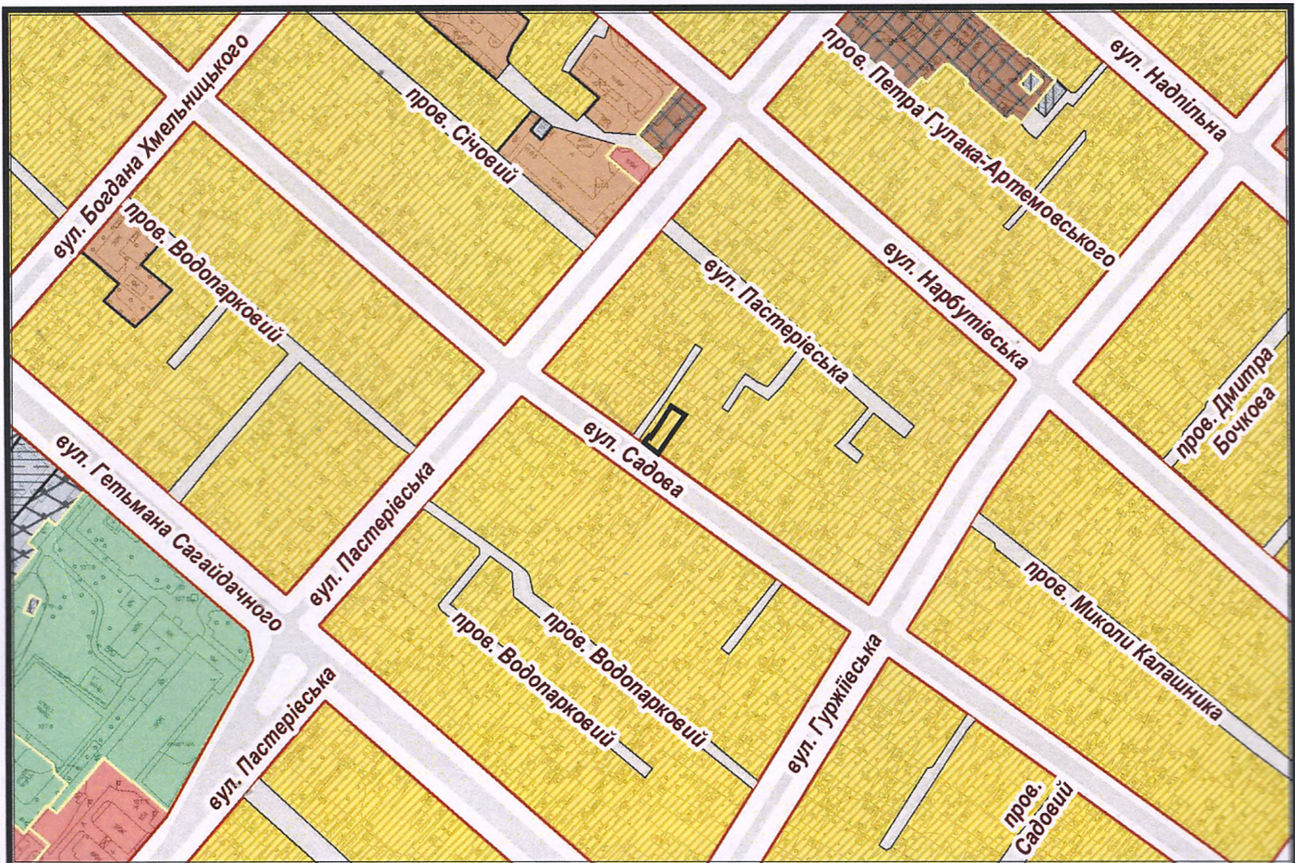 вул. Богдана Хмельницького
пров. Січовий
пров. Петра Гулака-Артемовського
вул. Надпільна
пров. Водопарковий
вул. Пастерівська
вул. Нарбутівська
пров. Дмитра
Бочкова
вул. Садова
вул. Гетьмана Сагайдачного
вул. Пастерівська
пров. Водопарковий
пров. Водопарковий
пров. Миколи Калашника
вул. Гуржіївська
вул. Пастерівська
пров.
Садовий